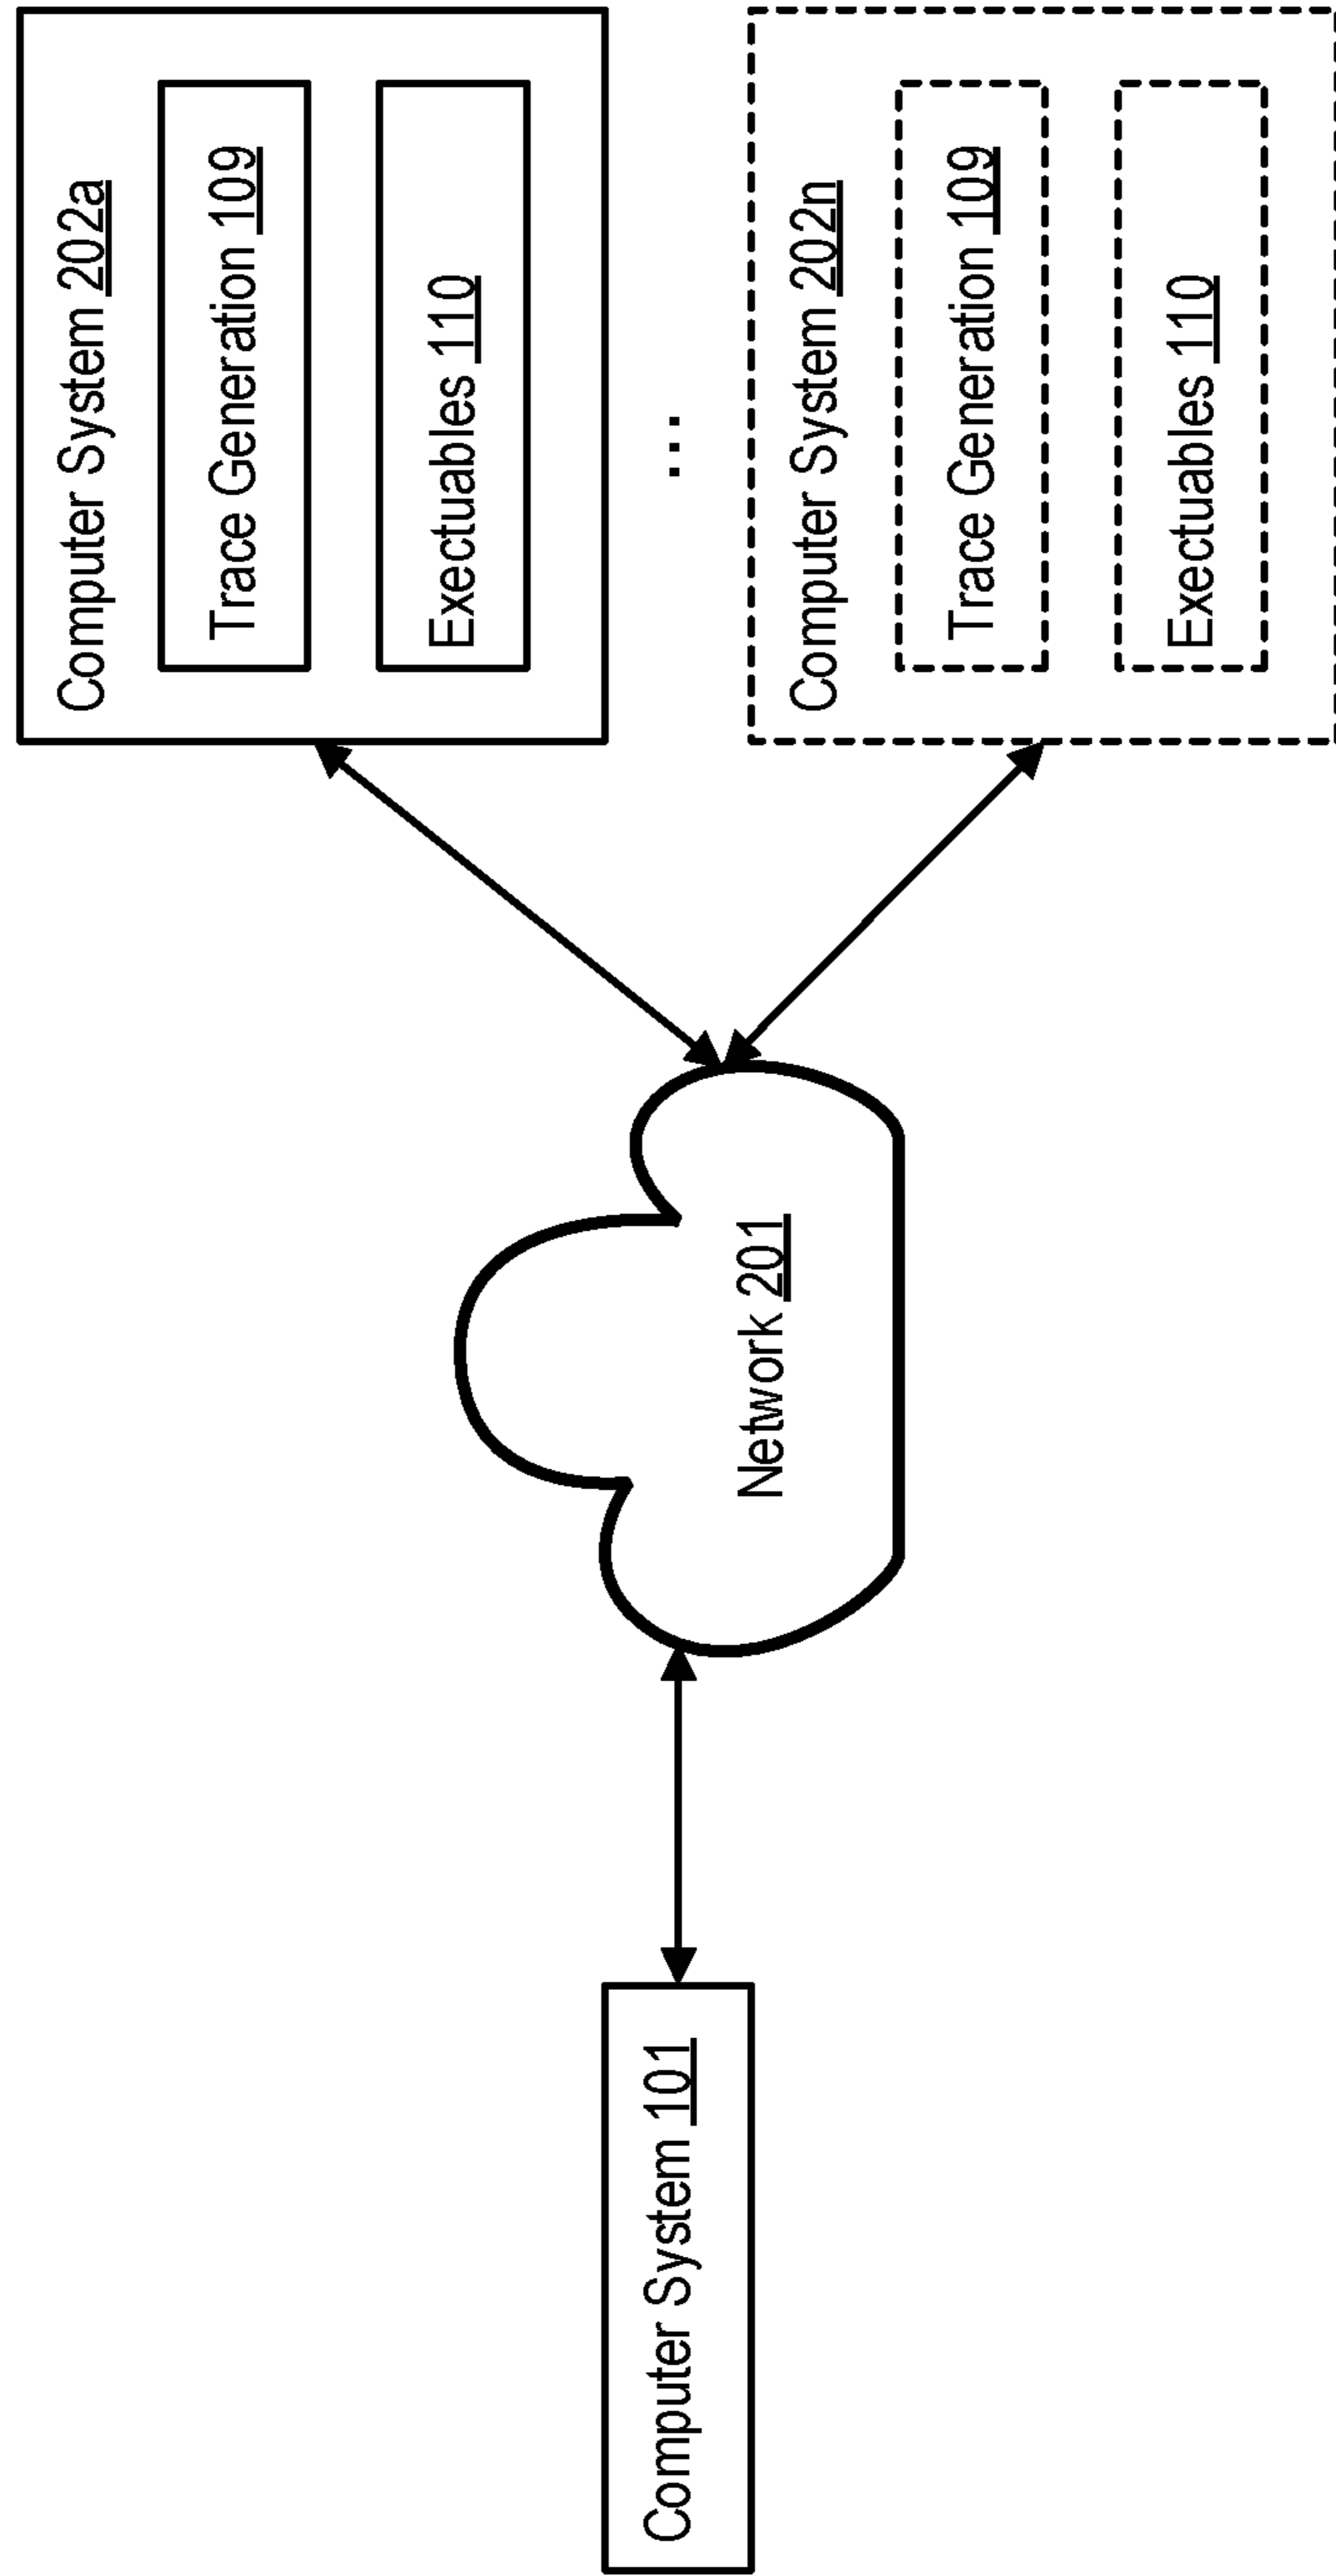 Computer System 101
Network 201
Computer System 202a
Trace Generation 109
Exectuables 110
...
Computer System 202n
Trace Generation 109
Exectuables 110